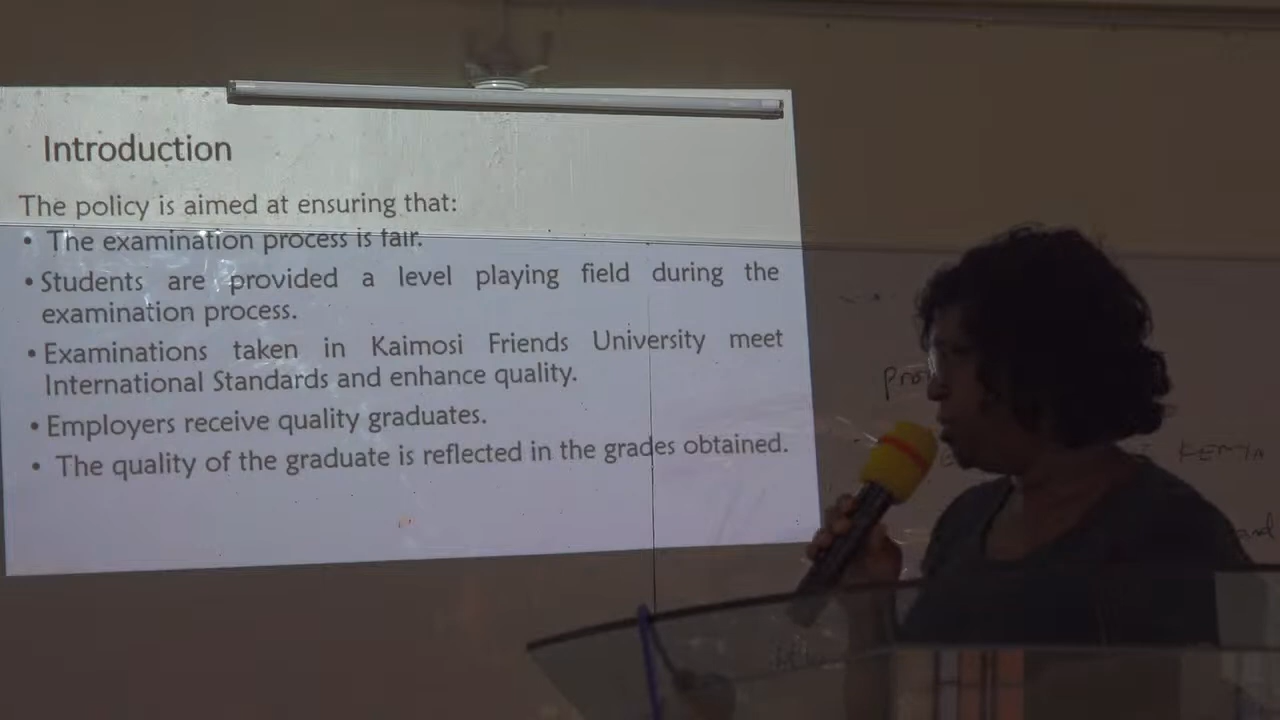 Introduction
The policy is aimed at ensuring that:
• The examination process is fair.
• Students are provided a level playing field during the
examination process.
• Examinations taken in Kaimosi Friends University meet
International Standards and enhance quality.
• Employers receive quality graduates.
• The quality of the graduate is reflected in the grades obtained.
KENYA
and